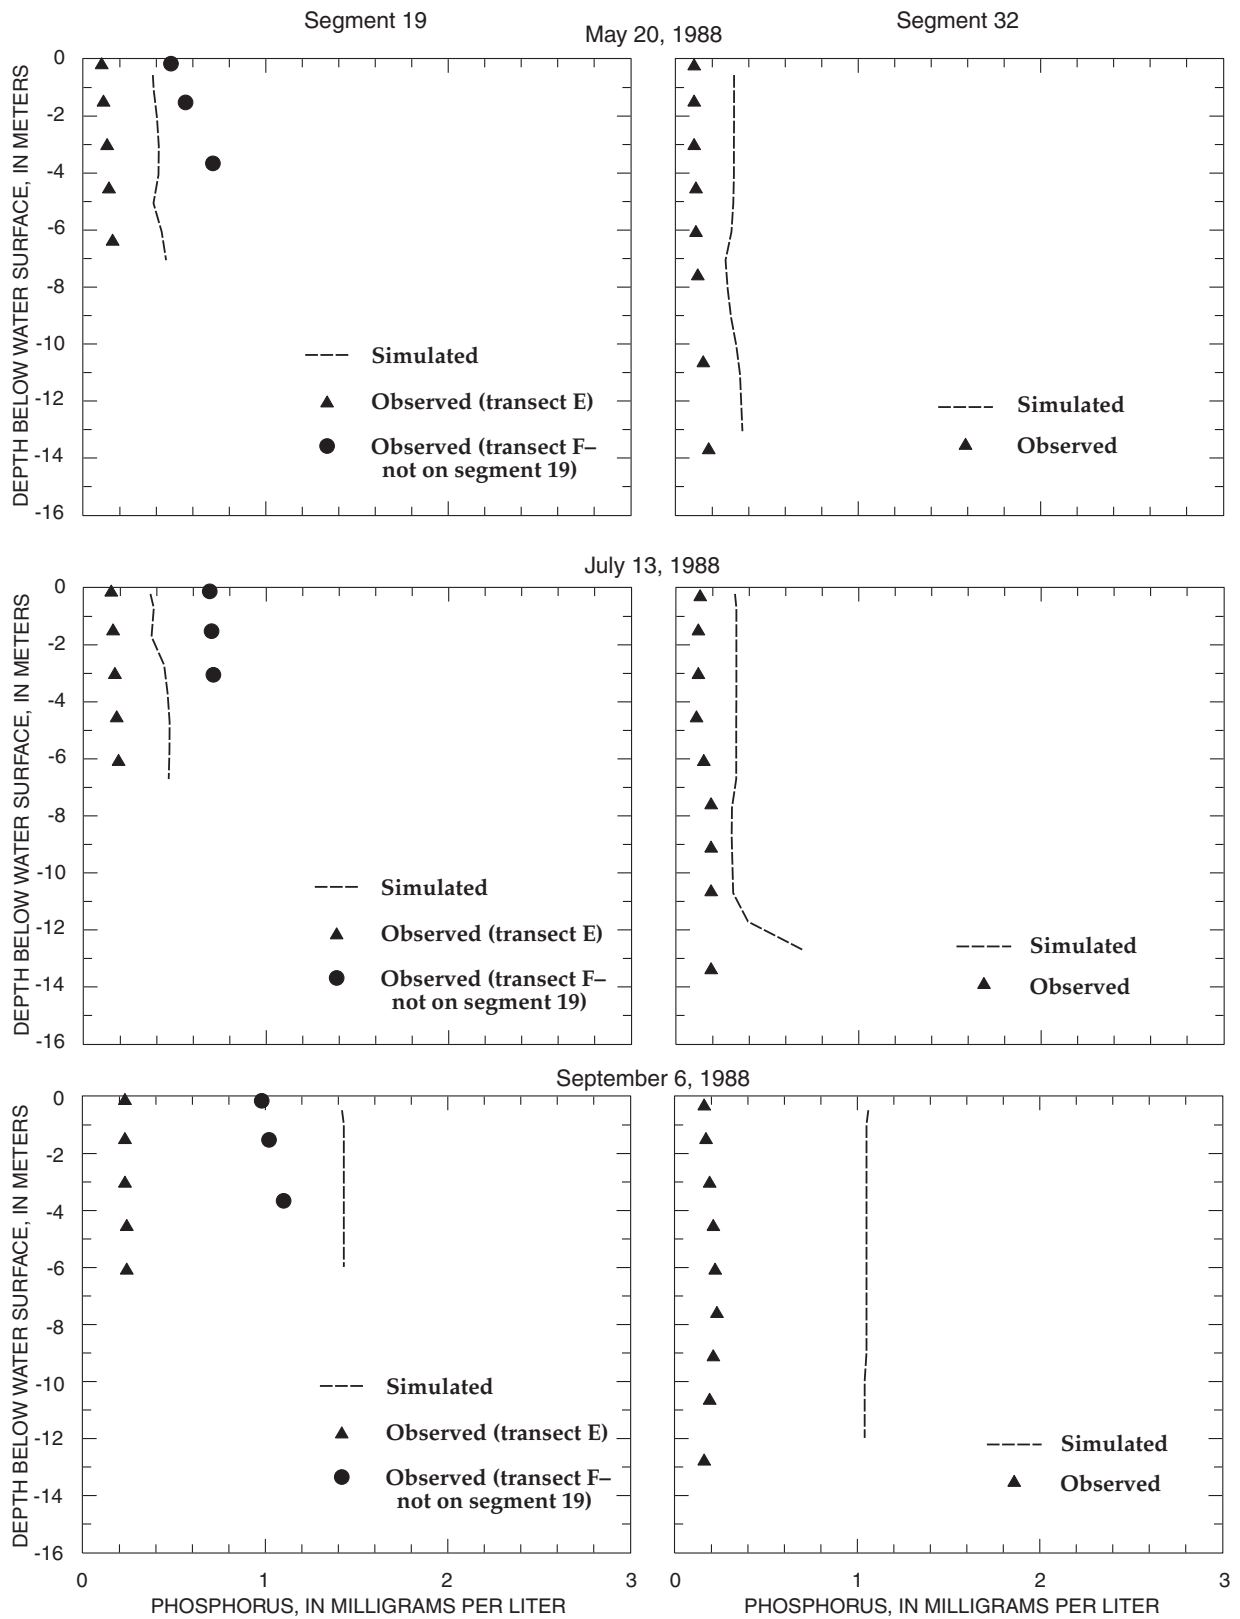 Segment 19
Segment 32
May 20, 1988
DEPTH BELOW WATER SURFACE, IN METERS
0
-2
-4
-6
-8
-10
-12
-14
-16
Simulated
Observed (transect E)
Observed (transect F–
not on segment 19)
Simulated
Observed
July 13, 1988
DEPTH BELOW WATER SURFACE, IN METERS
0
-2
-4
-6
-8
-10
-12
-14
-16
Simulated
Observed (transect E)
Observed (transect F–
not on segment 19)
Simulated
Observed
September 6, 1988
DEPTH BELOW WATER SURFACE, IN METERS
0
-2
-4
-6
-8
-10
-12
-14
-16
Simulated
Observed (transect E)
Observed (transect F–
not on segment 19)
Simulated
Observed
0 1 2 3
PHOSPHORUS, IN MILLIGRAMS PER LITER
0 1 2 3
PHOSPHORUS, IN MILLIGRAMS PER LITER